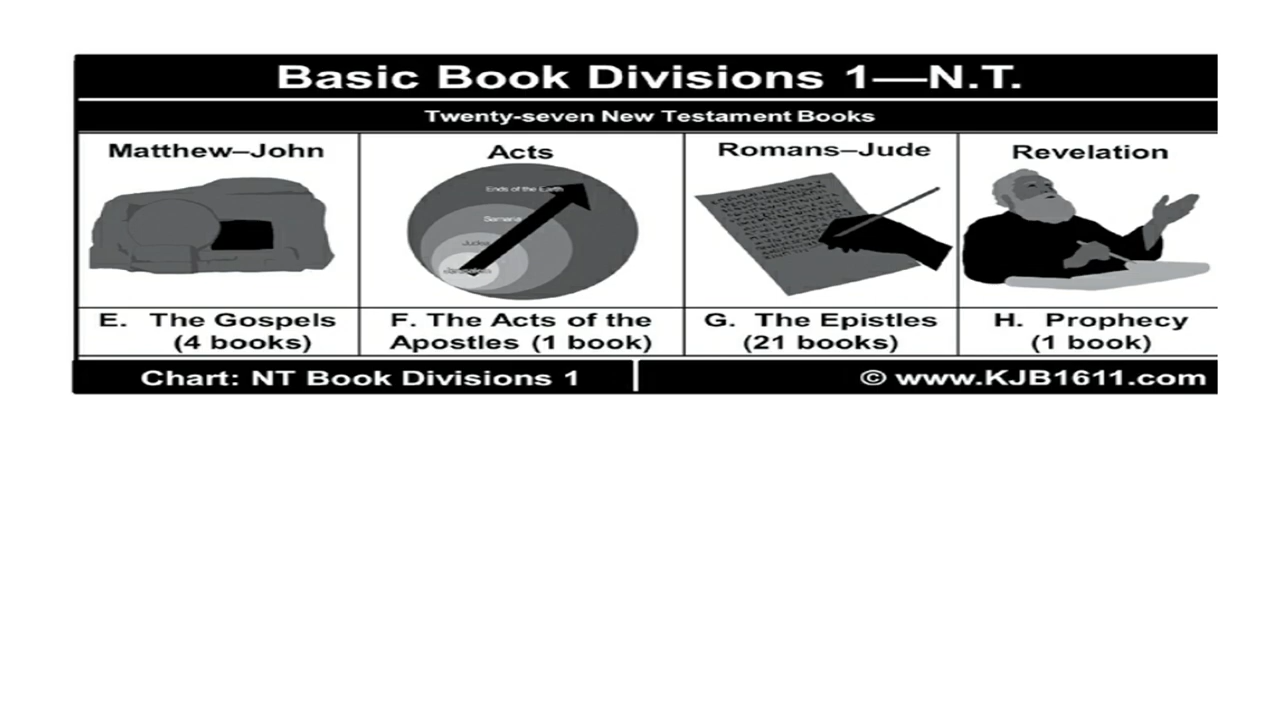 Basic Book Divisions 1—N.T.
Twenty-seven New Testament Books
Matthew–John
Acts
Romans–Jude
Revelation
Ends of the Earth
Samaria
Judea
Jerusalem
E. The Gospels
(4 books)
F. The Acts of the
Apostles (1 book)
G. The Epistles
(21 books)
H. Prophecy
(1 book)
Chart: NT Book Divisions 1
© www.KJB1611.com